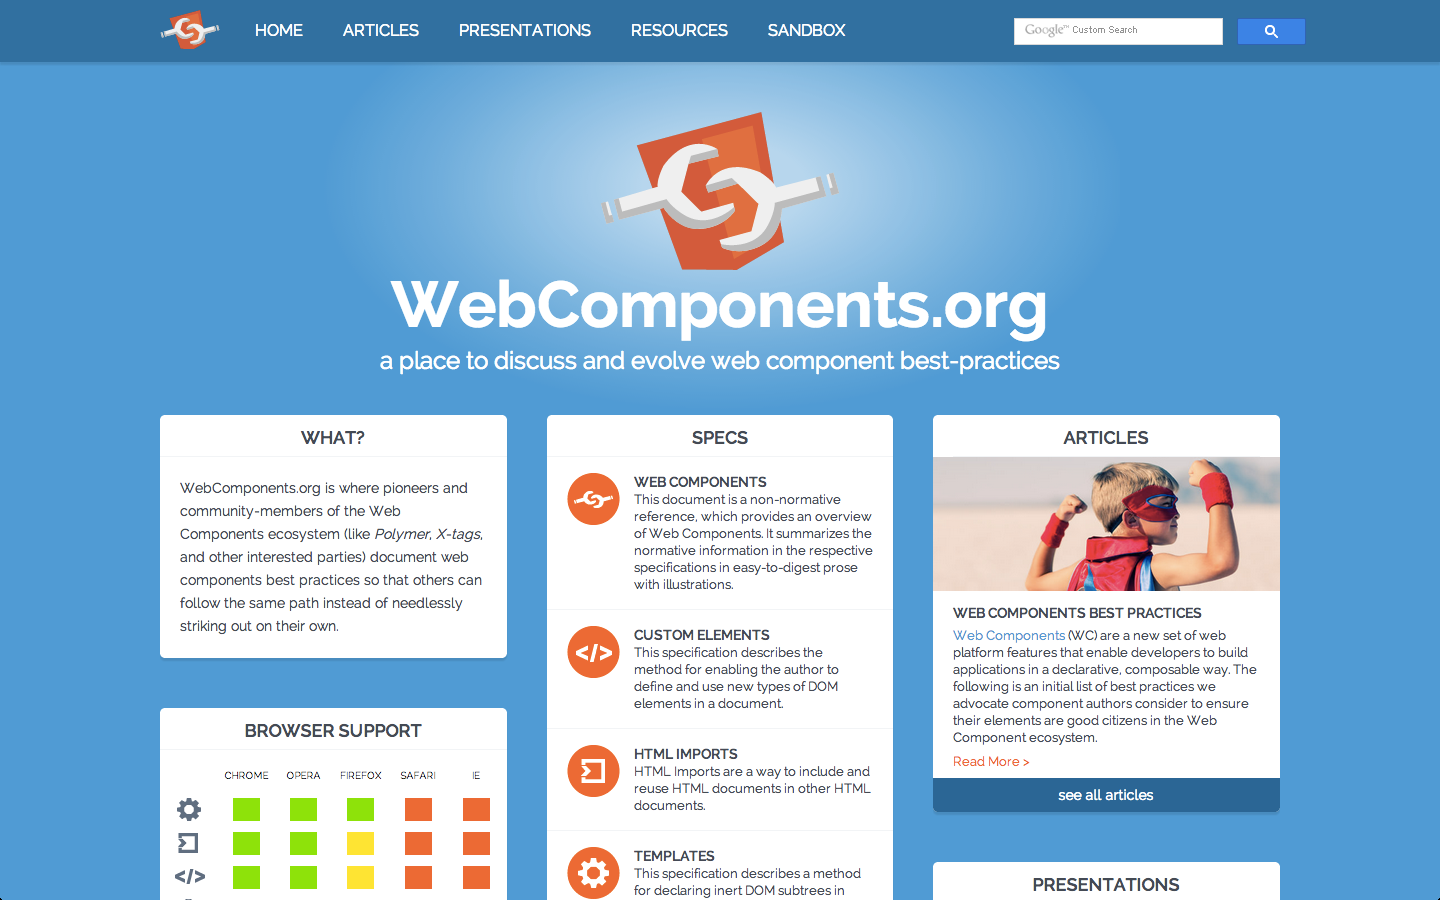 HOME ARTICLES PRESENTATIONS RESOURCES SANDBOX
Google™ Custom Search
WebComponents.org
a place to discuss and evolve web component best-practices
WHAT?
WebComponents.org is where pioneers and
community-members of the Web
Components ecosystem (like Polymer, X-tags,
and other interested parties) document web
components best practices so that others can
follow the same path instead of needlessly
striking out on their own.
BROWSER SUPPORT
CHROME OPERA FIREFOX SAFARI IE
</>
SPECS
WEB COMPONENTS
This document is a non-normative
reference, which provides an overview
of Web Components. It summarizes the
normative information in the respective
specifications in easy-to-digest prose
with illustrations.
</>
CUSTOM ELEMENTS
This specification describes the
method for enabling the author to
define and use new types of DOM
elements in a document.
HTML IMPORTS
HTML Imports are a way to include and
reuse HTML documents in other HTML
documents.
TEMPLATES
This specification describes a method
for declaring inert DOM subtrees in
ARTICLES
WEB COMPONENTS BEST PRACTICES
Web Components (WC) are a new set of web
platform features that enable developers to build
applications in a declarative, composable way. The
following is an initial list of best practices we
advocate component authors consider to ensure
their elements are good citizens in the Web
Component ecosystem.
Read More >
see all articles
PRESENTATIONS